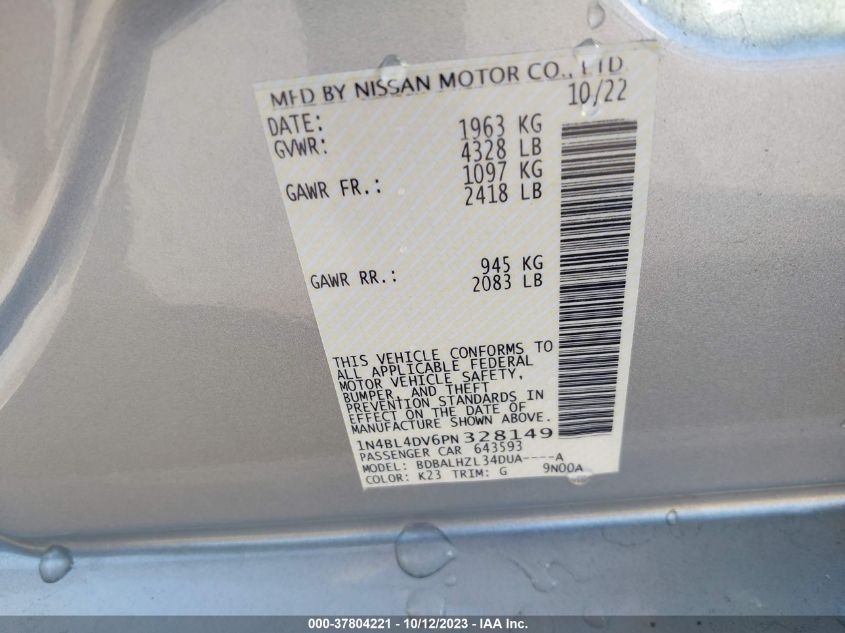 MFD BY NISSAN MOTOR CO., LTD.
DATE: 10/22
GVWR: 1963 KG
4328 LB
GAWR FR.: 1097 KG
2418 LB
GAWR RR.: 945 KG
2083 LB
THIS VEHICLE CONFORMS TO
ALL APPLICABLE FEDERAL
MOTOR VEHICLE SAFETY,
BUMPER, AND THEFT
PREVENTION STANDARDS IN
EFFECT ON THE DATE OF
MANUFACTURE SHOWN ABOVE.
1N4BL4DV6PN328149
PASSENGER CAR 643593
MODEL: BDBALHZL34DUA----A
COLOR: K23 TRIM: G 9N00A
000-37804221 - 10/12/2023 - IAA Inc.